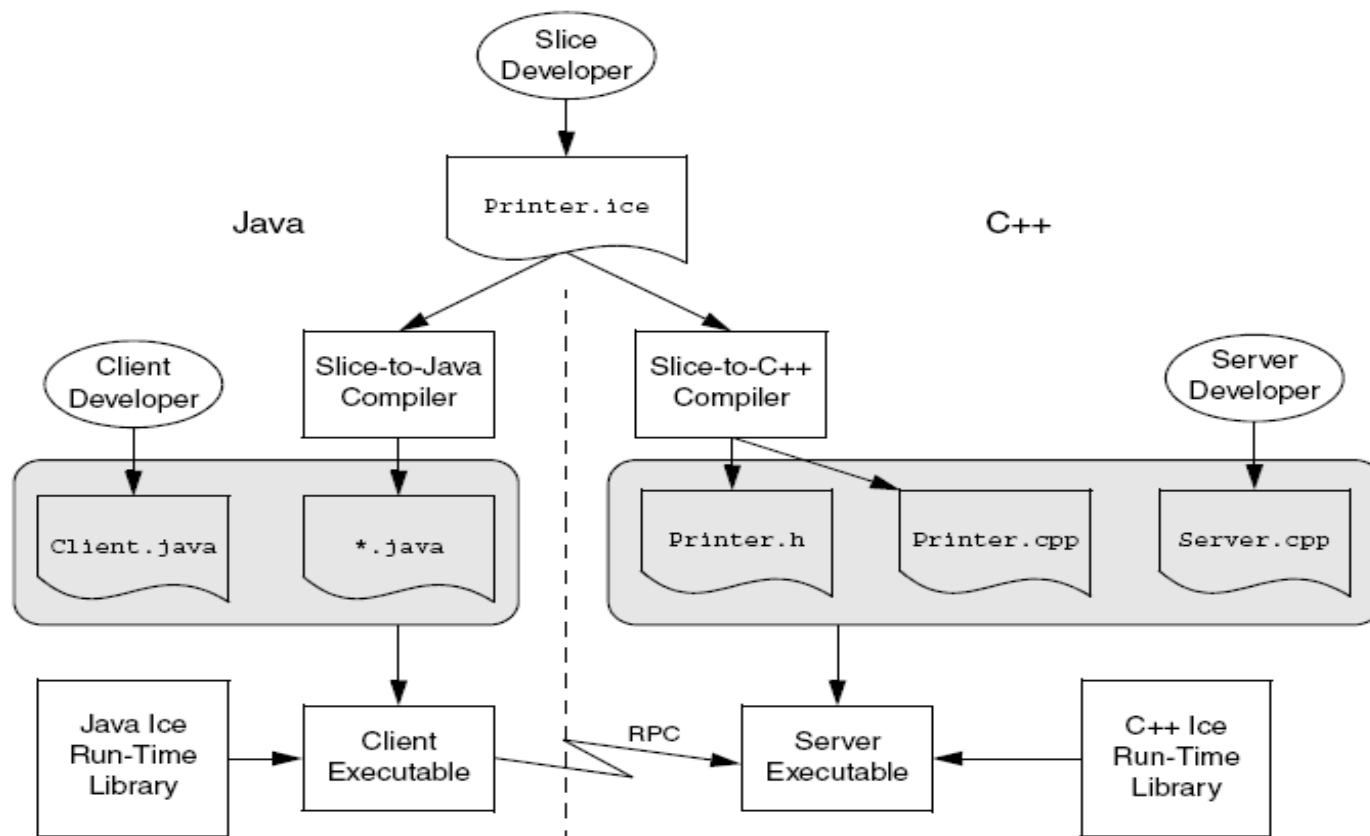 Slice
Developer
Printer.ice
Java
C++
Client
Developer
Slice-to-Java
Compiler
Slice-to-C++
Compiler
Server
Developer
Client.java
*.java
Printer.h
Printer.cpp
Server.cpp
Java Ice
Run-Time
Library
Client
Executable
RPC
Server
Executable
C++ Ice
Run-Time
Library